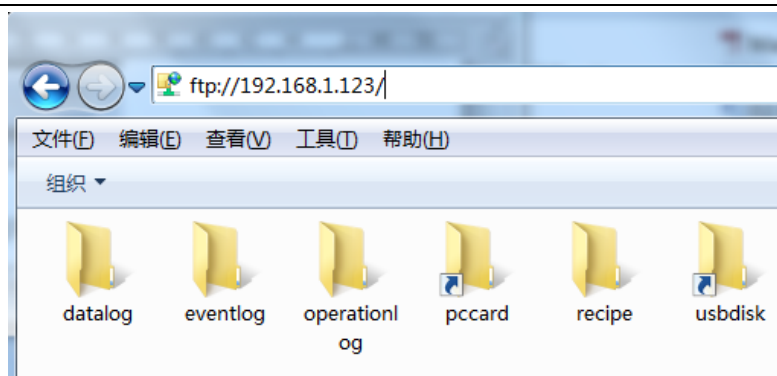 ftp://192.168.1.123/
文件(F) 编辑(E) 查看(V) 工具(T) 帮助(H)
组织
datalog eventlog operationl pccard recipe usbdisk
og